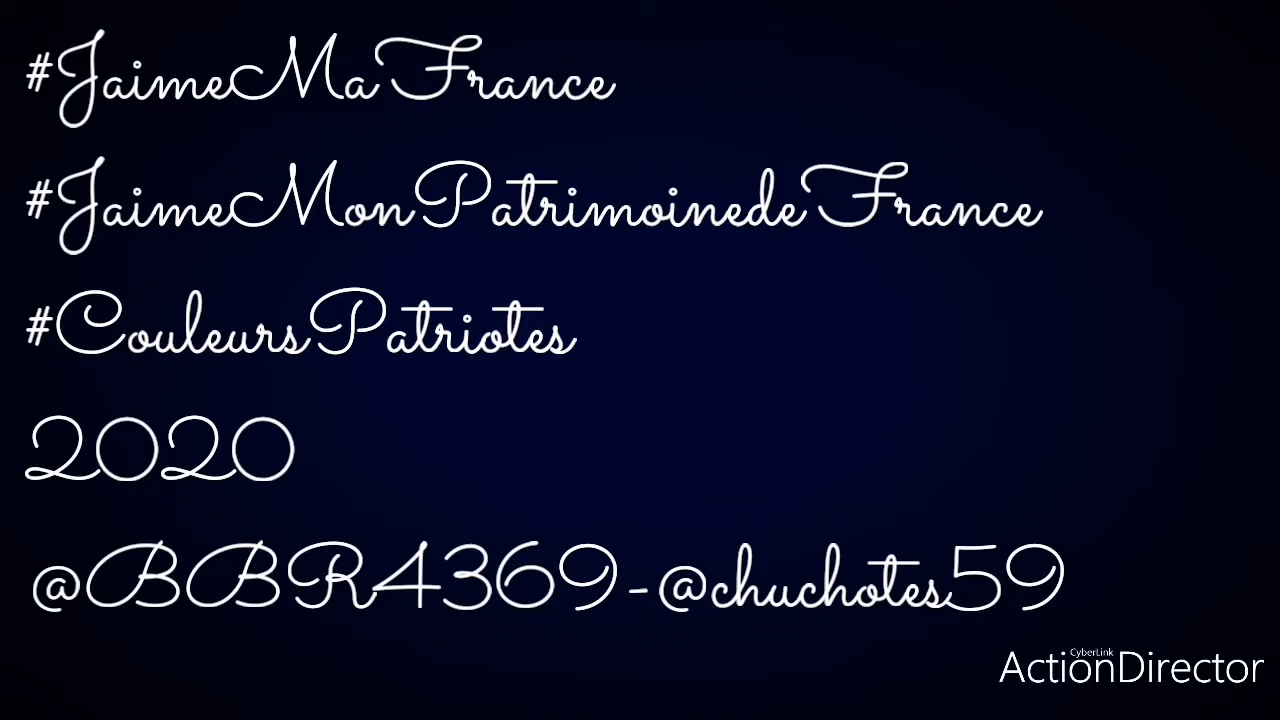 #JaimeMaFrance
#JaimeMonPatrimoinedeFrance
#CouleursPatriotes
2020
@BBR4369-@chuchotes59
CyberLink
ActionDirector